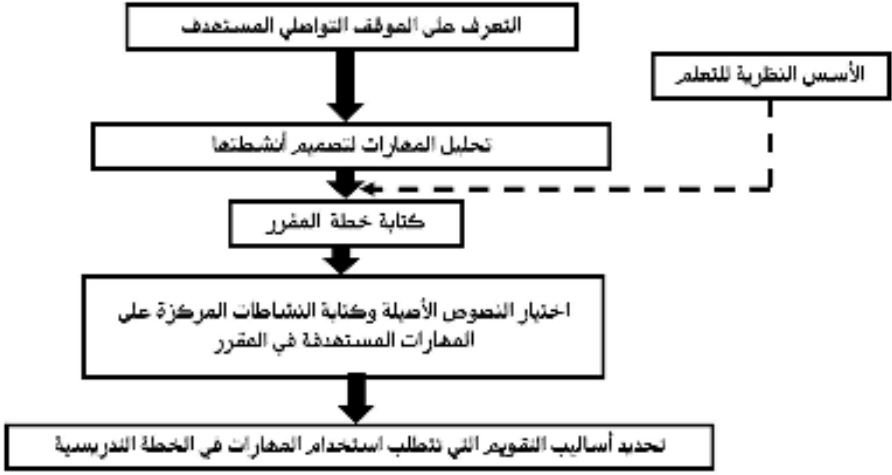 التعرف على الموقف التواصلي المستهدف
الأسس النظرية للتعلم
تحليل المهارات لتصميم أنشطتها
كتابة خطة المقرر
اختيار النصوص الأصيلة وكتابة النشاطات المركزة على
المهارات المستهدفة في المقرر
تحديد أساليب التقويم التي تتطلب استخدام المهارات في الخطة التدريسية